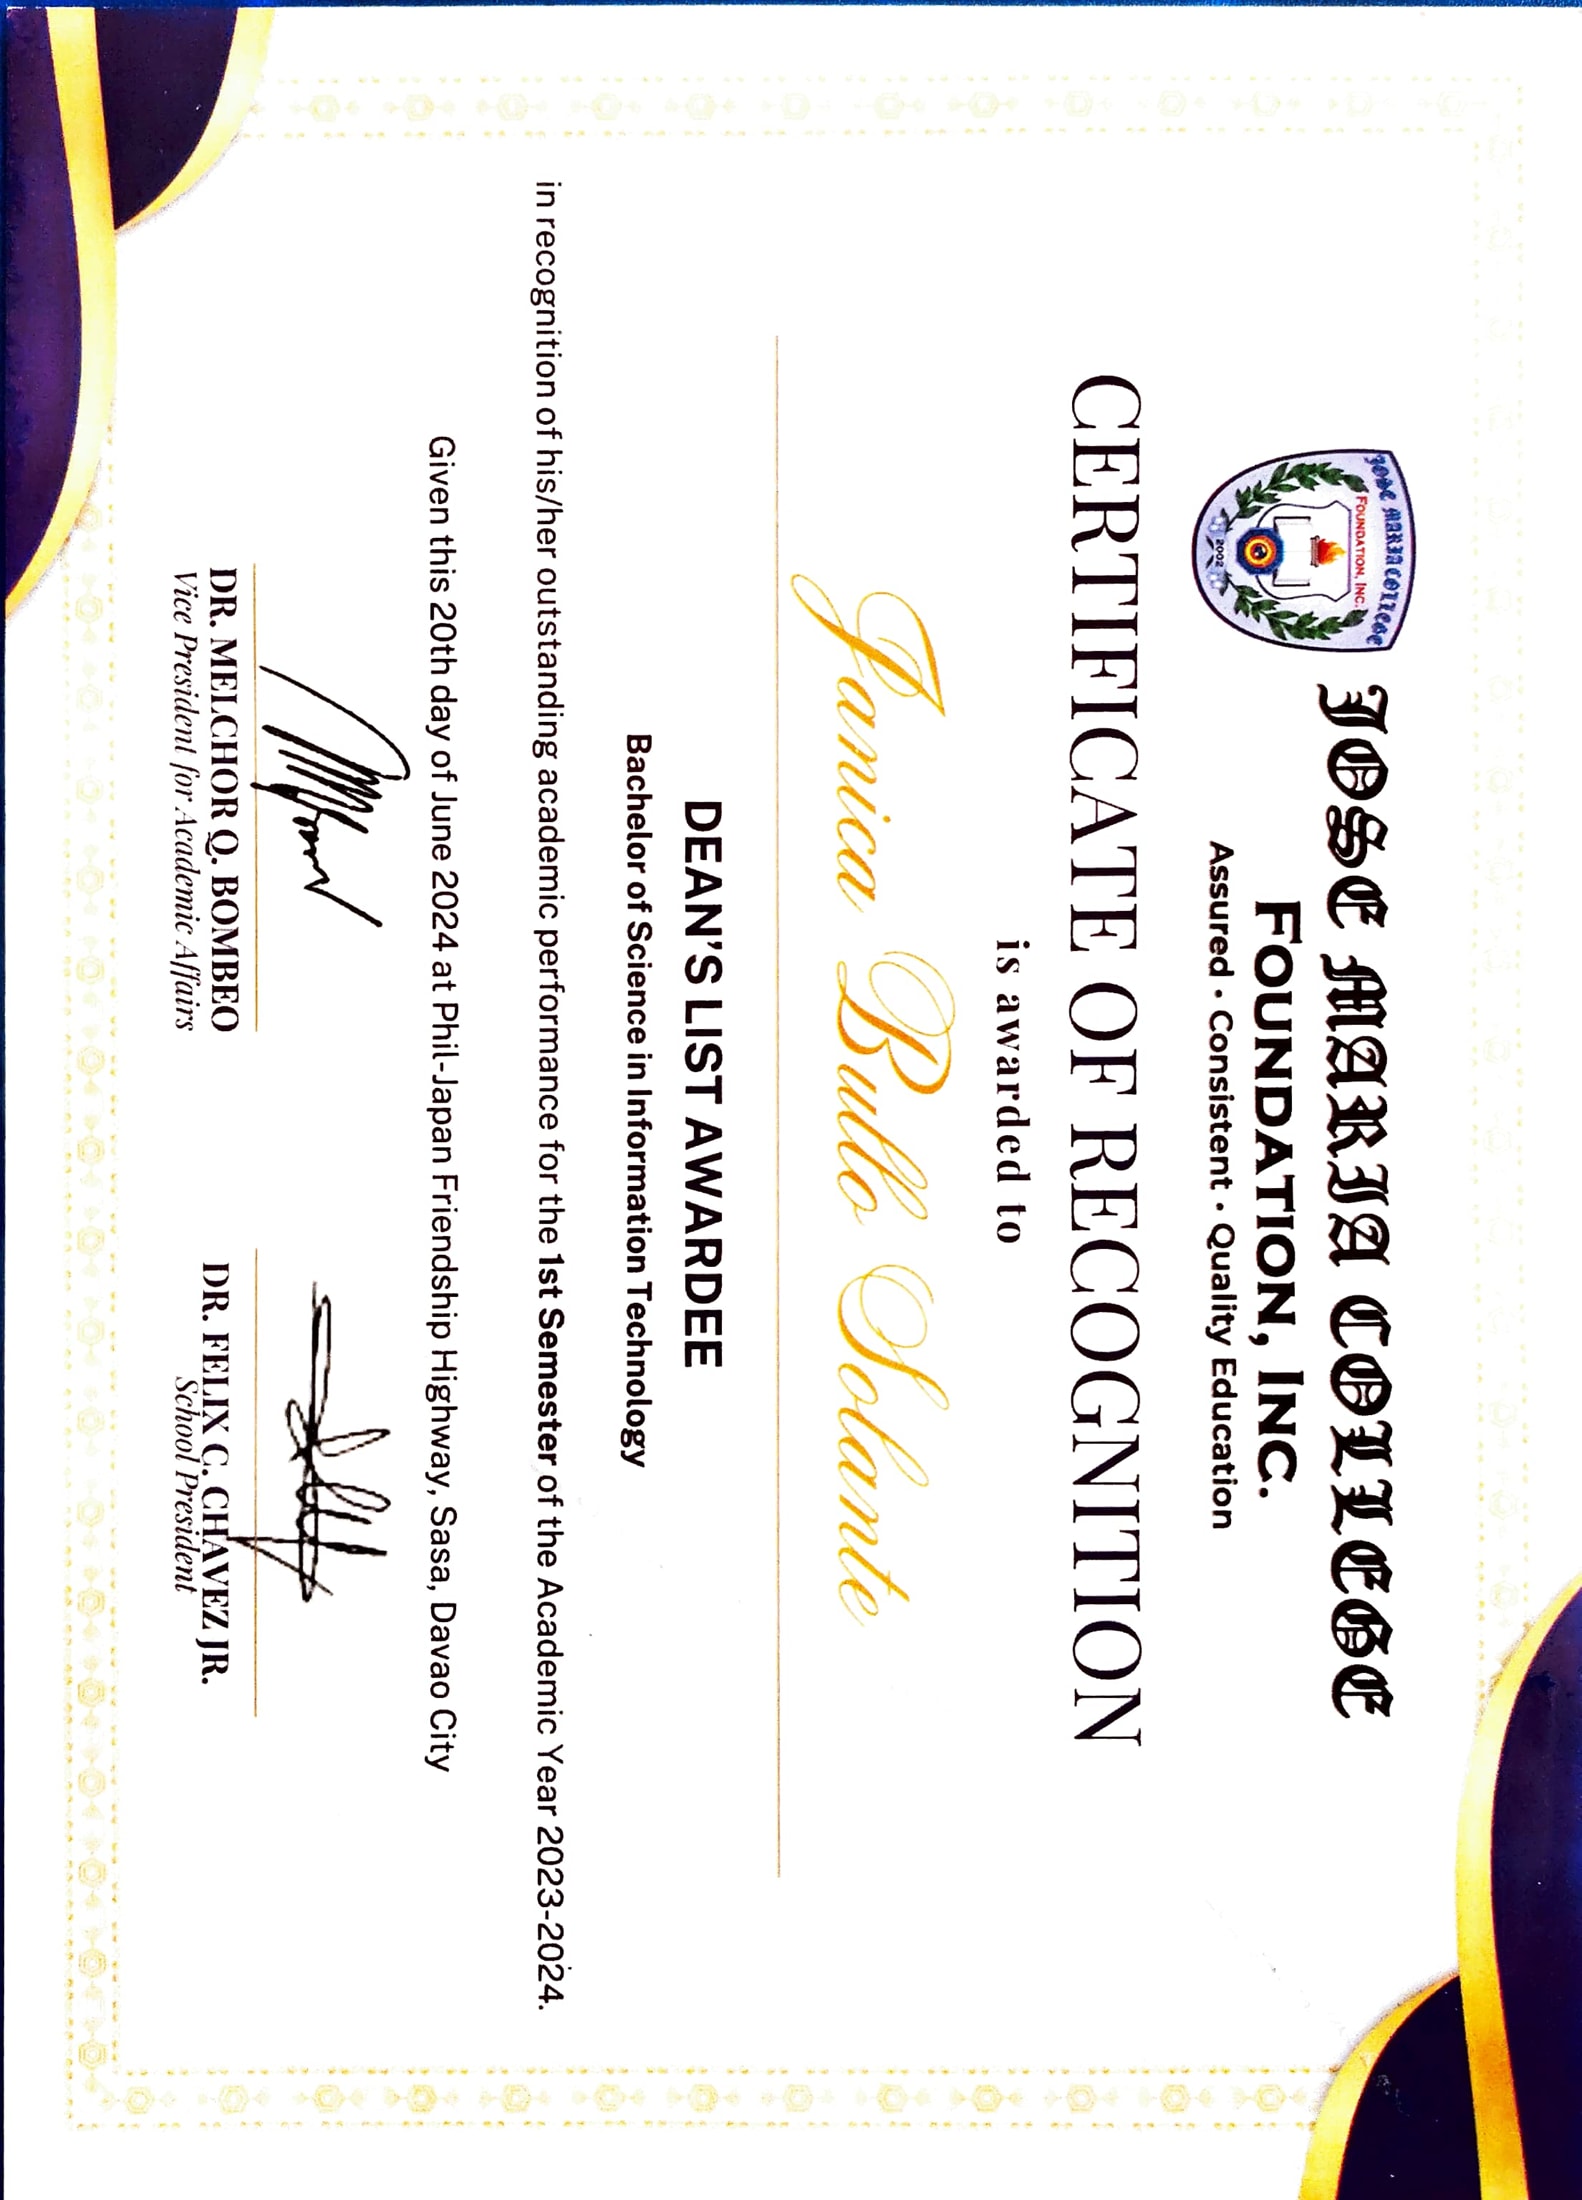 JOSE MARIA COLLEGE
FOUNDATION, INC.
2002
JOSE MARIA COLLEGE
FOUNDATION, INC.
Assured · Consistent · Quality Education
CERTIFICATE OF RECOGNITION
is awarded to
Janica Bullo Solante
DEAN'S LIST AWARDEE
Bachelor of Science in Information Technology
in recognition of his/her outstanding academic performance for the 1st Semester of the Academic Year 2023-2024.
Given this 20th day of June 2024 at Phil-Japan Friendship Highway, Sasa, Davao City
DR. MELCHOR Q. BOMBEO
Vice President for Academic Affairs
DR. FELIX C. CHAVEZ JR.
School President